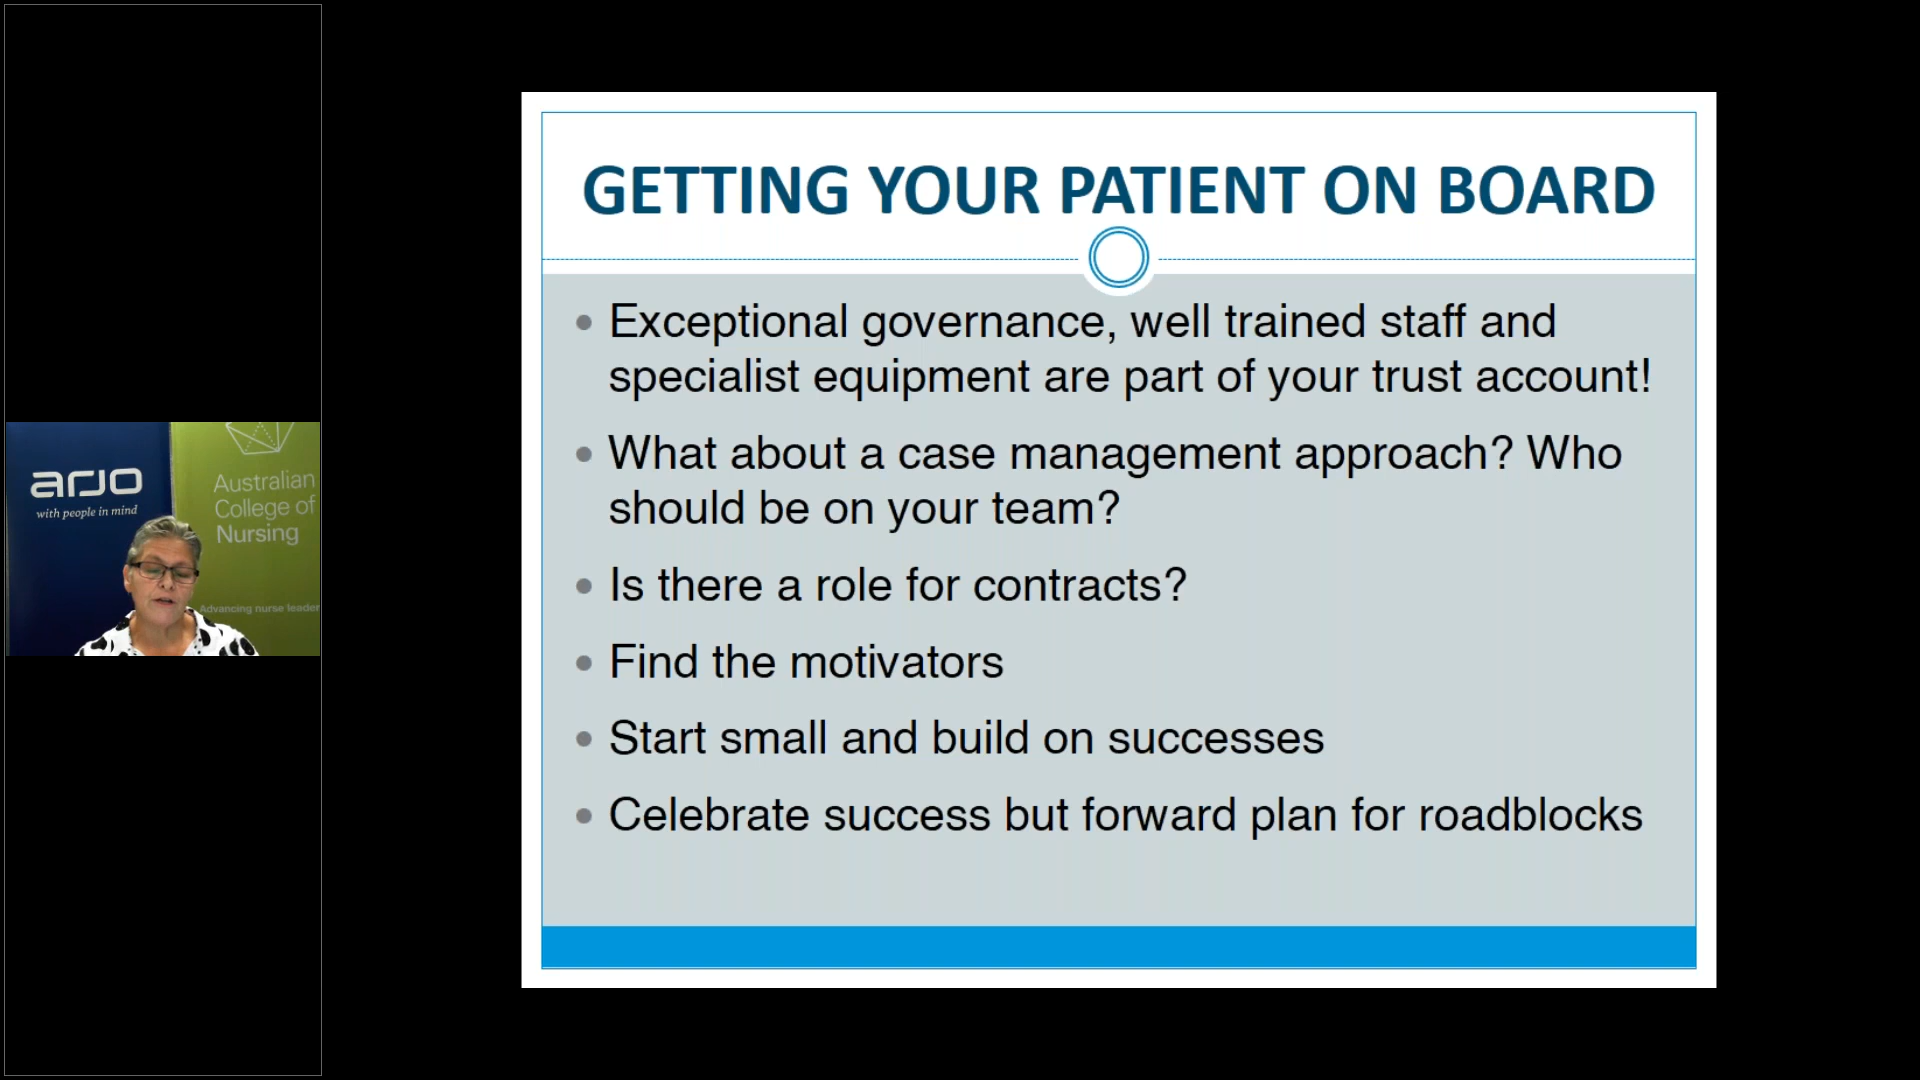 arjo
with people in mind
Australian
College of
Nursing
Advancing nurse leader
GETTING YOUR PATIENT ON BOARD
• Exceptional governance, well trained staff and
specialist equipment are part of your trust account!
• What about a case management approach? Who
should be on your team?
• Is there a role for contracts?
• Find the motivators
• Start small and build on successes
• Celebrate success but forward plan for roadblocks